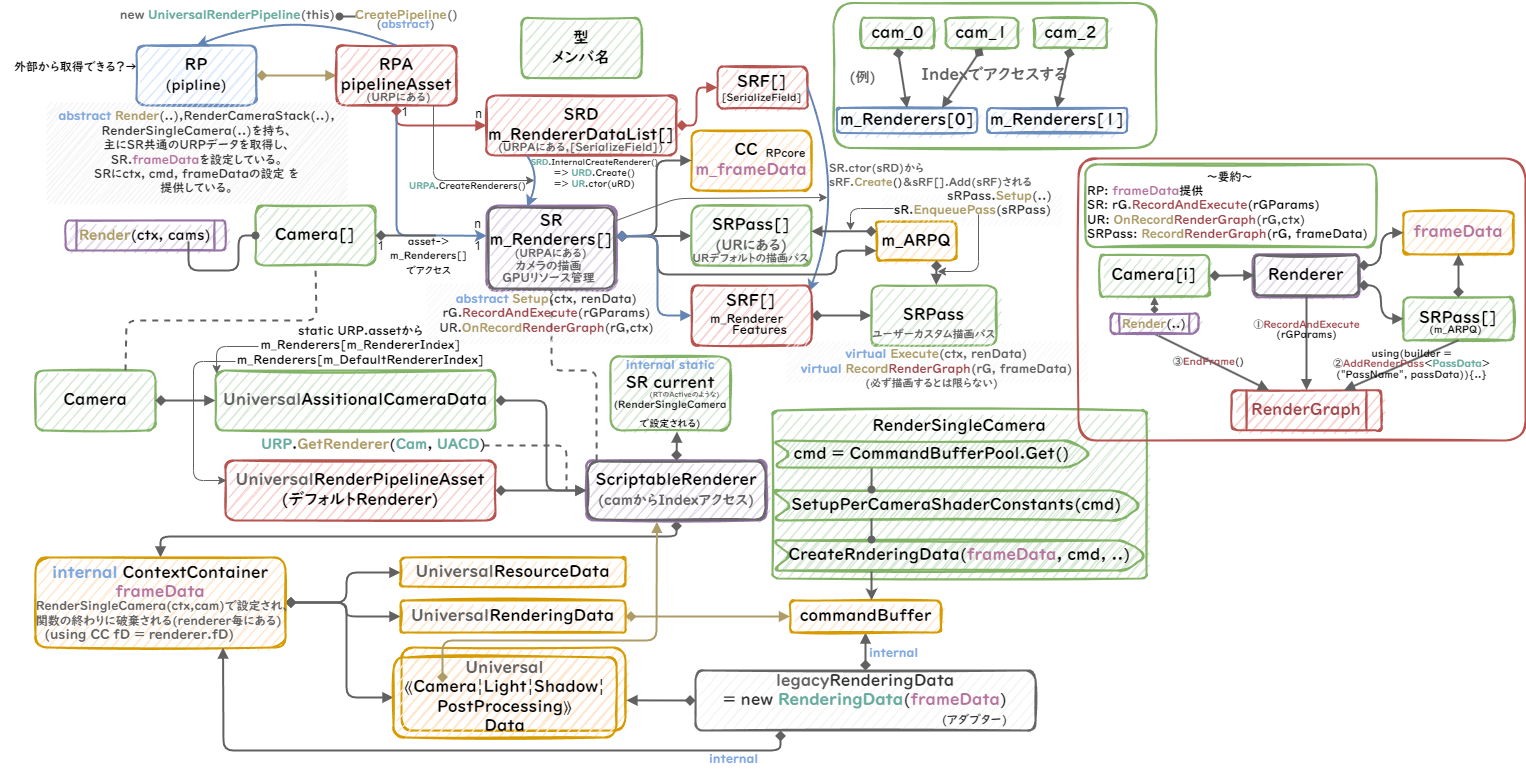 new UniversalRenderPipeline(this)
CreatePipeline()
(abstract)
外部から取得できる?→
RP
(pipline)
RPA
pipelineAsset
(URPにある)
型
メンバ名
abstract Render(..),RenderCameraStack(..),
RenderSingleCamera(..)を持ち、
主にSR共通のURPデータを取得し、
SR.frameDataを設定している。
SRにctx, cmd, frameDataの設定 を
提供している。
1
n
SRD
m_RendererDataList[]
(URPAにある,[SerializeField])
SRF[]
[SerializeField]
CC RPcore
m_frameData
SRD.InternalCreateRenderer()
=> URD.Create()
=> UR.ctor(uRD)
URPA.CreateRenderers()
1
n
SR.ctor(sRD)から
sRF.Create()&sRF[].Add(sRF)される
sRPass.Setup(..)
sR.EnqueuePass(sRPass)
Render(ctx, cams)
Camera[]
1
1
asset->
m_Renderers[]
でアクセス
SR
m_Renderers[]
(URPAにある)
カメラの描画
GPUリソース管理
SRPass[]
(URにある)
URデフォルトの描画パス
m_ARPQ
abstract Setup(ctx, renData)
rG.RecordAndExecute(rGParams)
UR.OnRecordRenderGraph(rG,ctx)
SRF[]
m_Renderer
Features
SRPass
ユーザーカスタム描画パス
virtual Execute(ctx, renData)
virtual RecordRenderGraph(rG, frameData)
(必ず描画するとは限らない)
cam_0
cam_1
cam_2
(例)
Indexでアクセスする
m_Renderers[0]
m_Renderers[1]
～要約～
RP: frameData提供
SR: rG.RecordAndExecute(rGParams)
UR: OnRecordRenderGraph(rG,ctx)
SRPass: RecordRenderGraph(rG, frameData)
frameData
Camera[i]
Renderer
Render(..)
SRPass[]
(m_ARPQ)
①RecordAndExecute
(rGParams)
③EndFrame()
using(builder =
②AddRenderPass<PassData>
("PassName", passData)){..}
RenderGraph
static URP.assetから
m_Renderers[m_RendererIndex]
m_Renderers[m_DefaultRendererIndex]
Camera
UniversalAssitionalCameraData
URP.GetRenderer(Cam, UACD)
UniversalRenderPipelineAsset
(デフォルトRenderer)
internal static
SR current
(RTのActiveのような)
(RenderSingleCamera
で設定される)
ScriptableRenderer
(camからIndexアクセス)
RenderSingleCamera
cmd = CommandBufferPool.Get()
SetupPerCameraShaderConstants(cmd)
CreateRnderingData(frameData, cmd, ..)
internal ContextContainer
frameData
RenderSingleCamera(ctx,cam)で設定され、
関数の終わりに破棄される(renderer毎にある)
(using CC fD = renderer.fD)
UniversalResourceData
UniversalRenderingData
commandBuffer
internal
Universal
《Camera¦Light¦Shadow¦
PostProcessing》
Data
legacyRenderingData
= new RenderingData(frameData)
(アダプター)
internal